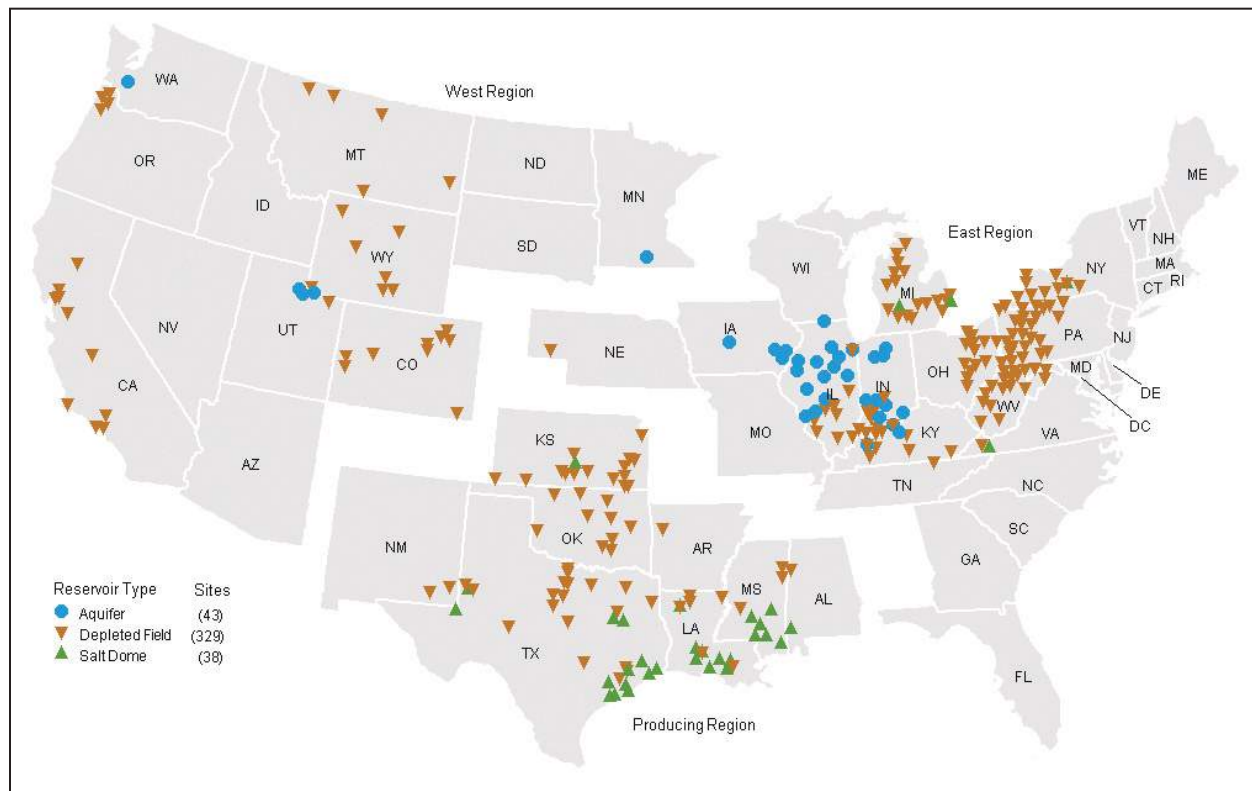 WA
West Region
MT
ND
OR
MN
ME
ID
VT
NH
East Region
SD
WI
NY
MA
WY
RI
CT
MI
IA
PA
NJ
NV
UT
NE
OH
MD
CO
IL
IN
DE
CA
WV
MO
KY
VA
DC
KS
AZ
TN
NC
OK
AR
SC
NM
GA
MS
AL
Reservoir Type Sites
Aquifer (43)
Depleted Field (329)
Salt Dome (38)
LA
TX
FL
Producing Region